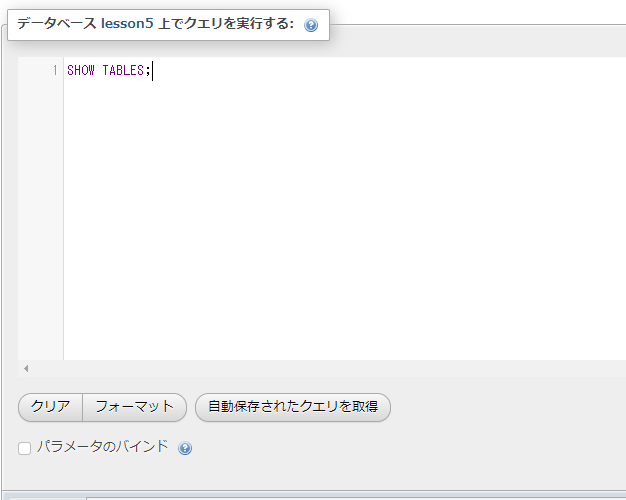 データベース lesson5 上でクエリを実行する:
1 SHOW TABLES;
クリア フォーマット 自動保存されたクエリを取得
パラメータのバインド